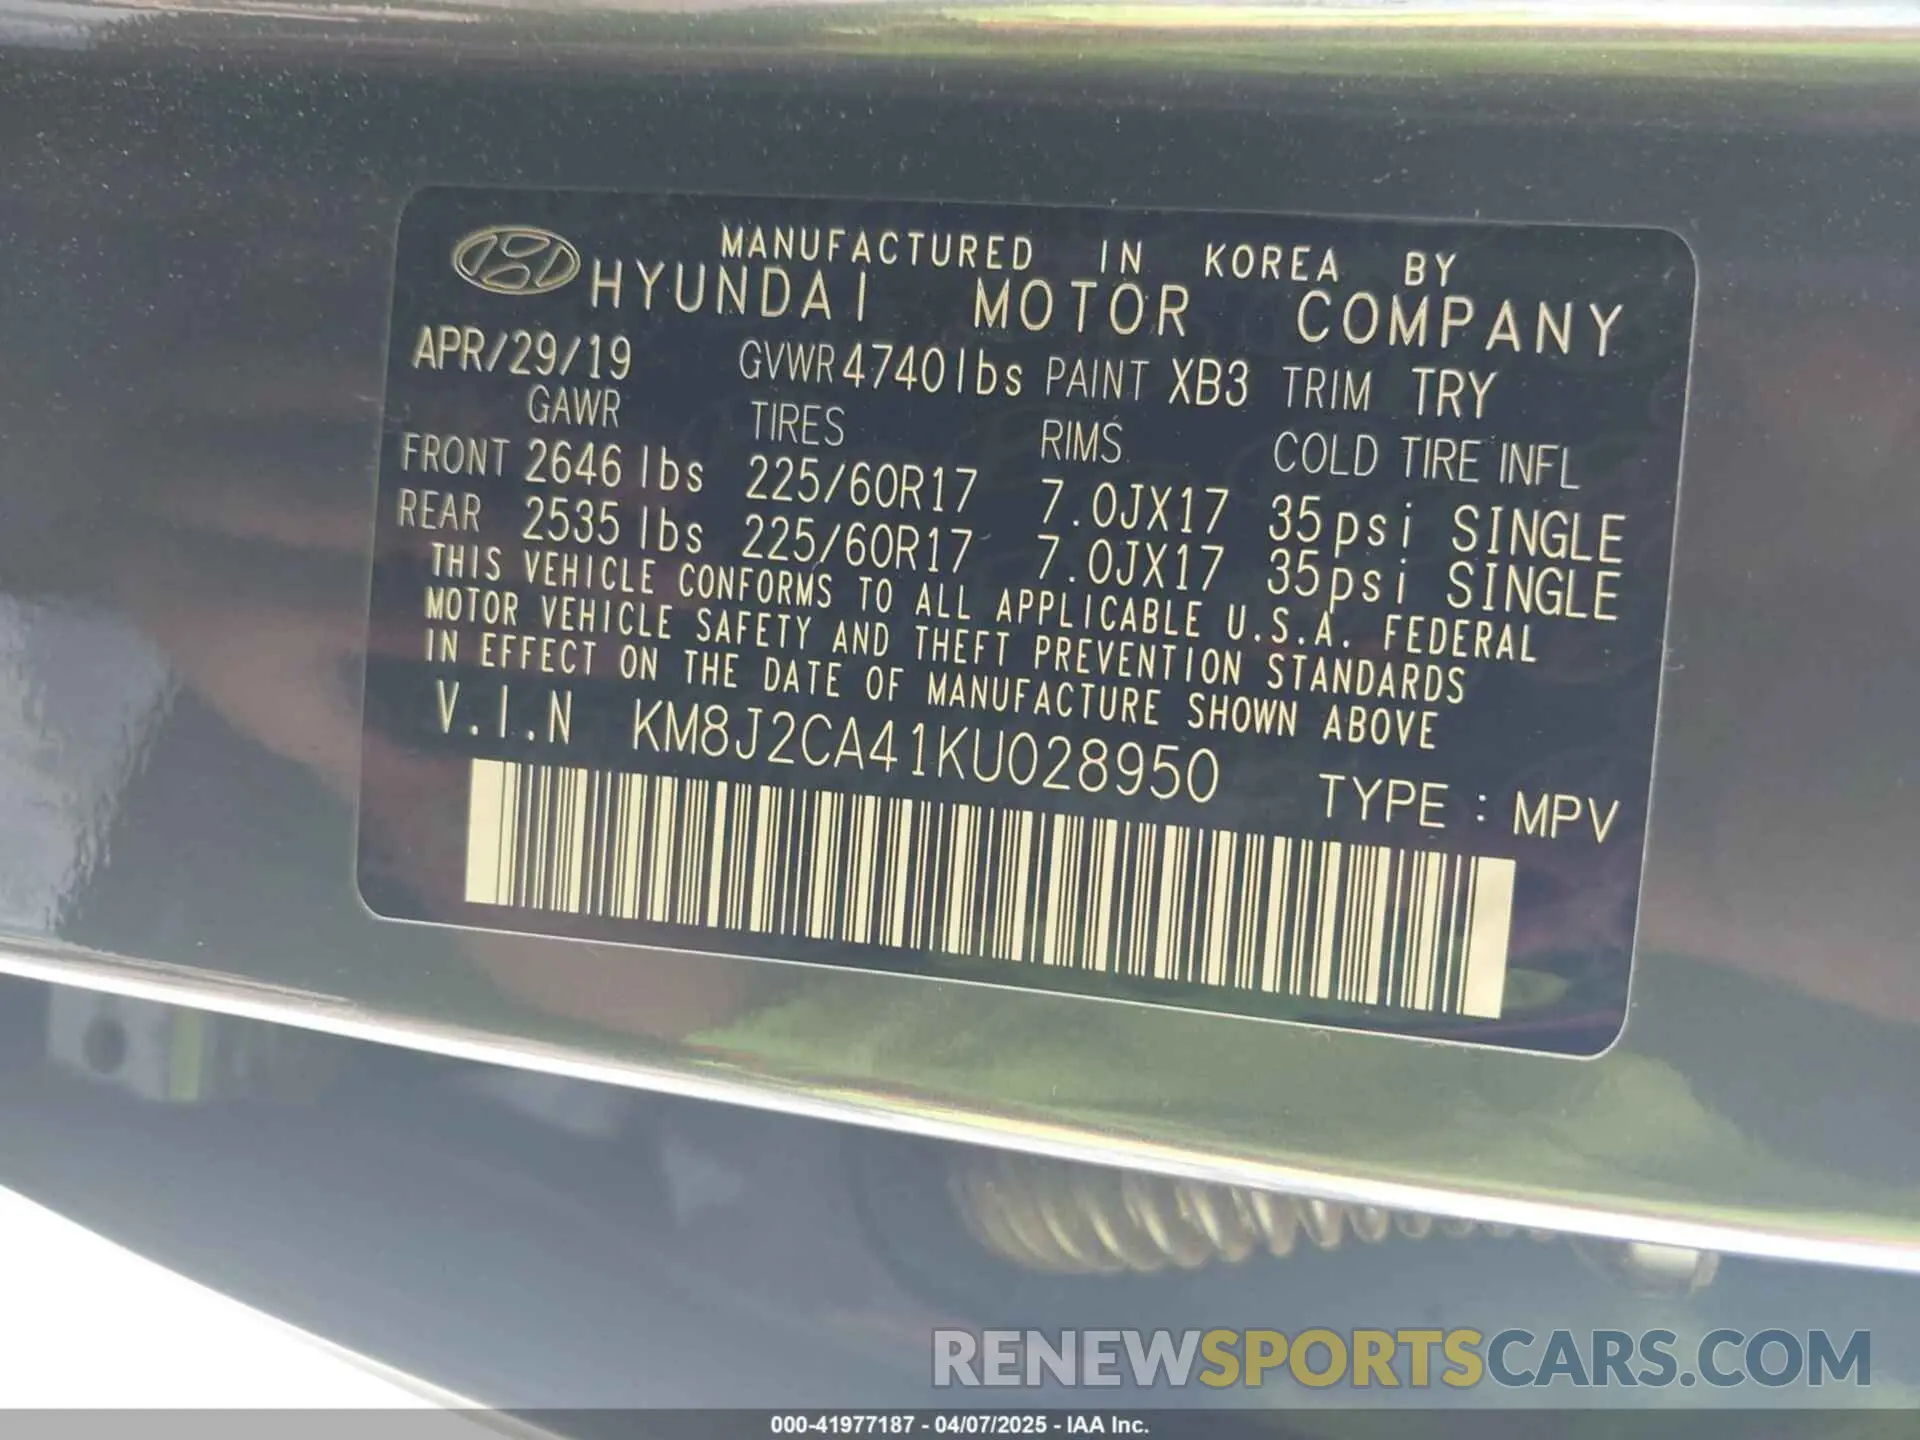 MANUFACTURED IN KOREA BY
HYUNDAI MOTOR COMPANY
APR/29/19 GVWR 4740lbs PAINT XB3 TRIM TRY
GAWR TIRES RIMS COLD TIRE INFL
FRONT 2646 lbs 225/60R17 7.0JX17 35psi SINGLE
REAR 2535 lbs 225/60R17 7.0JX17 35psi SINGLE
THIS VEHICLE CONFORMS TO ALL APPLICABLE U.S.A. FEDERAL
MOTOR VEHICLE SAFETY AND THEFT PREVENTION STANDARDS
IN EFFECT ON THE DATE OF MANUFACTURE SHOWN ABOVE
V.I.N KM8J2CA41KU028950
TYPE : MPV
RENEWSPORTSCARS.COM
000-41977187 - 04/07/2025 - IAA Inc.